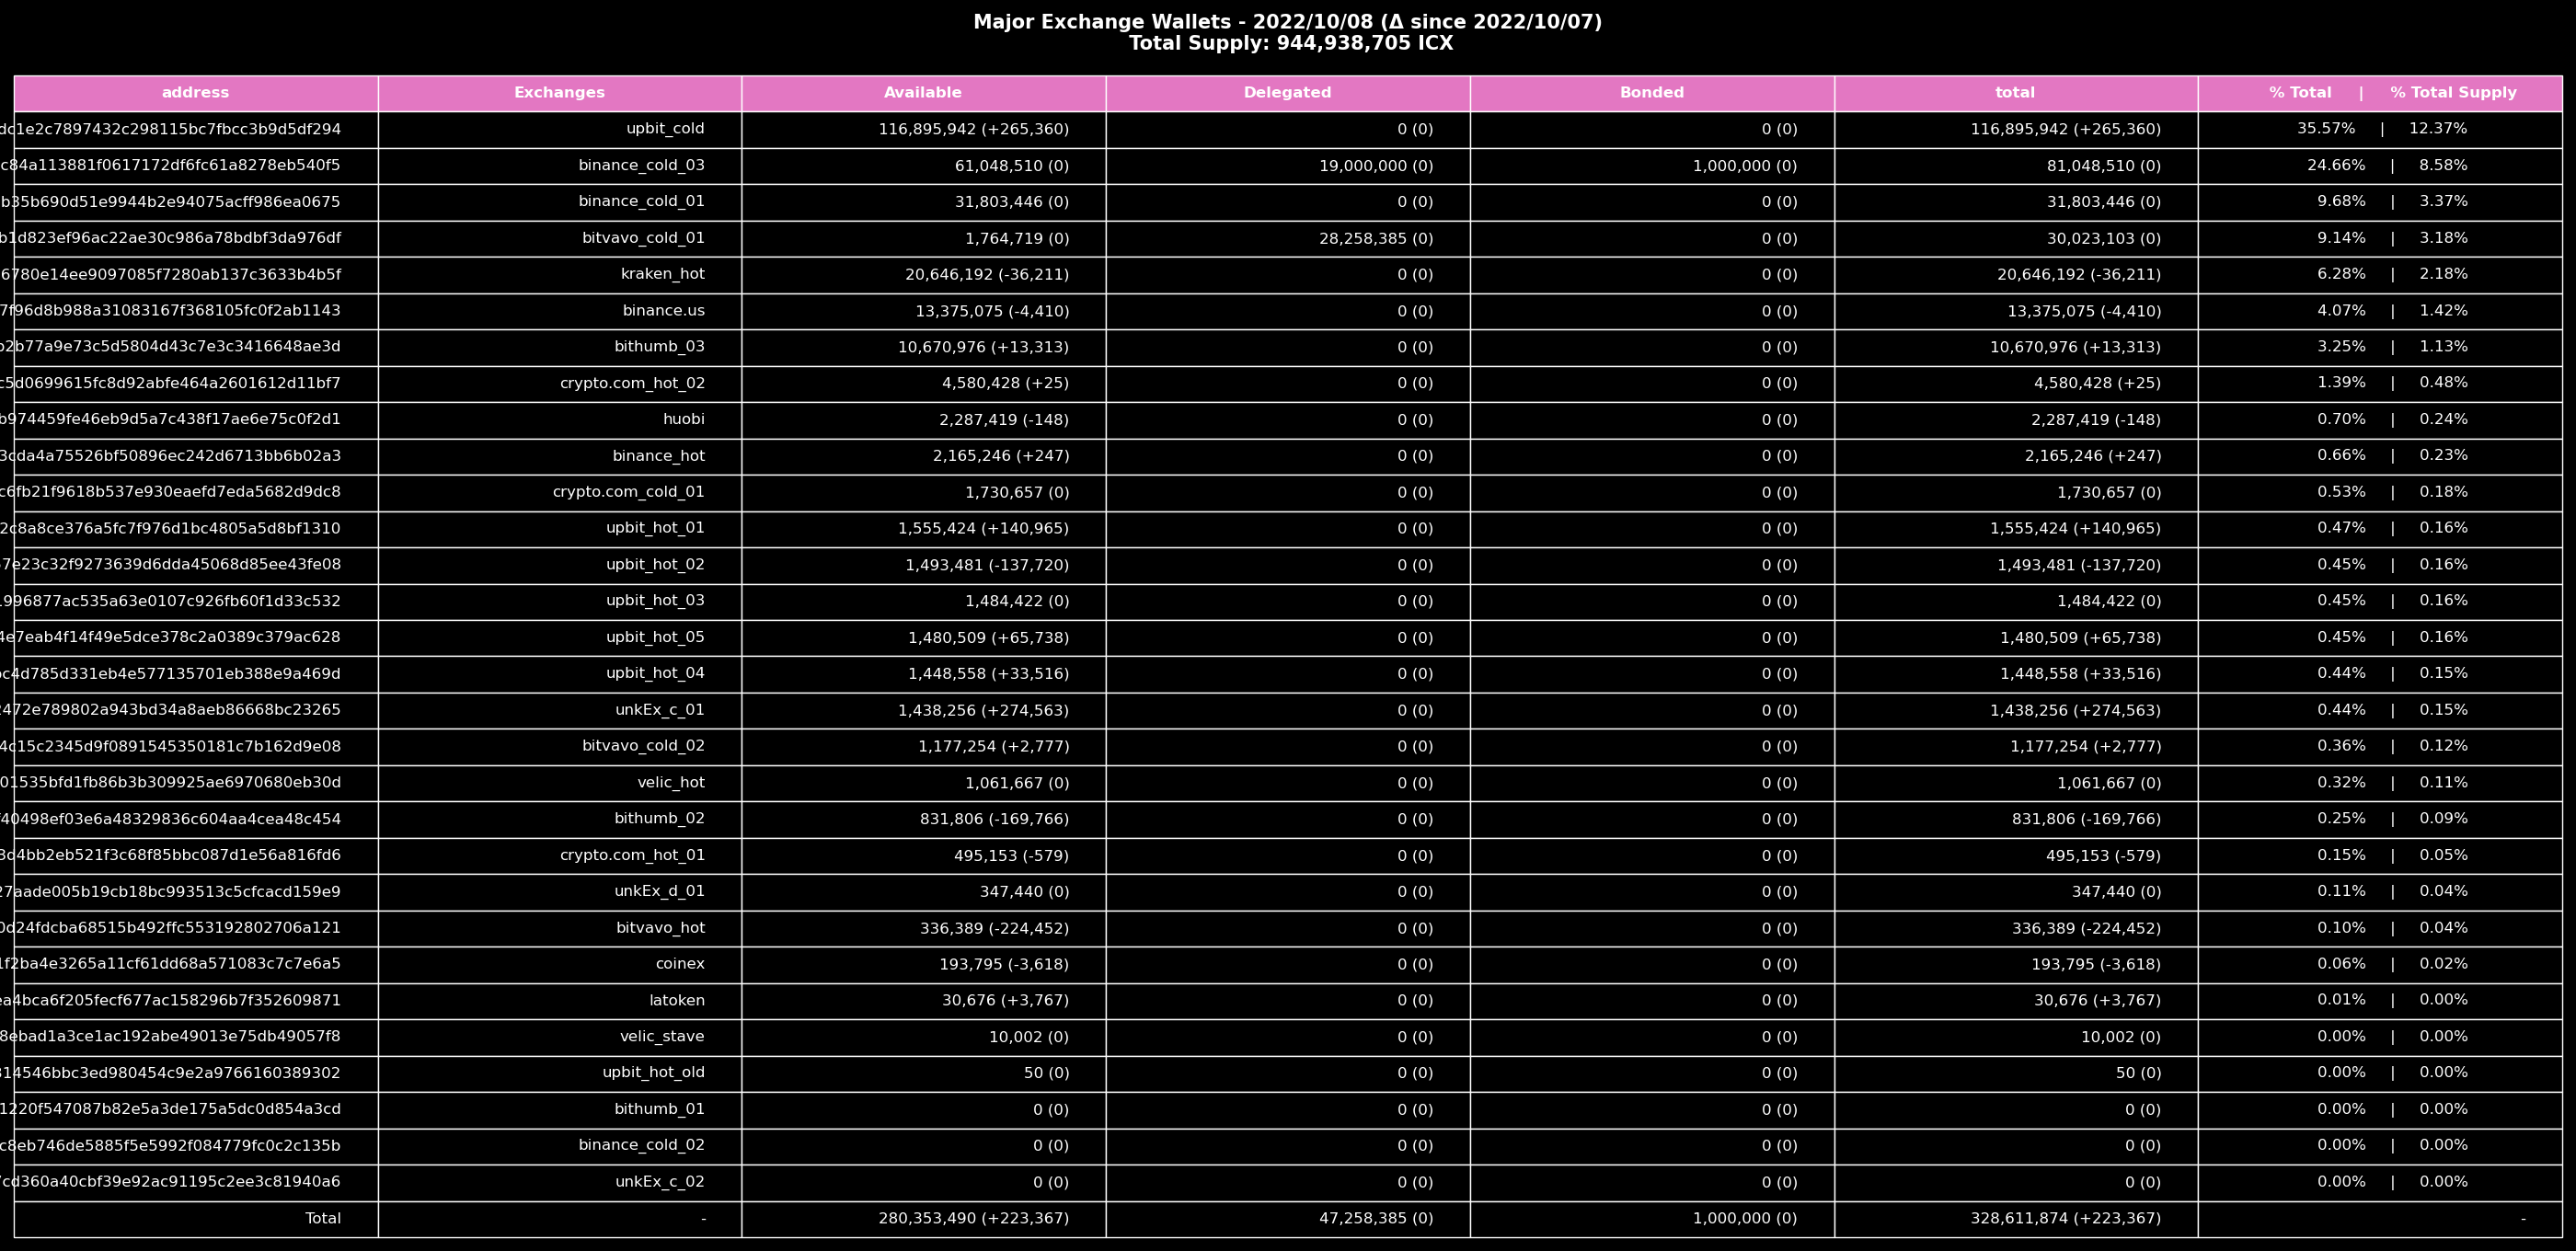 Major Exchange Wallets - 2022/10/08 (Δ since 2022/10/07)
Total Supply: 944,938,705 ICX
address Exchanges Available Delegated Bonded total % Total | % Total Supply
dc1e2c7897432c298115bc7fbcc3b9d5df294 upbit_cold 116,895,942 (+265,360) 0 (0) 0 (0) 116,895,942 (+265,360) 35.57% | 12.37%
c84a113881f0617172df6fc61a8278eb540f5 binance_cold_03 61,048,510 (0) 19,000,000 (0) 1,000,000 (0) 81,048,510 (0) 24.66% | 8.58%
b35b690d51e9944b2e94075acff986ea0675 binance_cold_01 31,803,446 (0) 0 (0) 0 (0) 31,803,446 (0) 9.68% | 3.37%
b1d823ef96ac22ae30c986a78bdbf3da976df bitvavo_cold_01 1,764,719 (0) 28,258,385 (0) 0 (0) 30,023,103 (0) 9.14% | 3.18%
6780e14ee9097085f7280ab137c3633b4b5f kraken_hot 20,646,192 (-36,211) 0 (0) 0 (0) 20,646,192 (-36,211) 6.28% | 2.18%
7f96d8b988a31083167f368105fc0f2ab1143 binance.us 13,375,075 (-4,410) 0 (0) 0 (0) 13,375,075 (-4,410) 4.07% | 1.42%
b2b77a9e73c5d5804d43c7e3c3416648ae3d bithumb_03 10,670,976 (+13,313) 0 (0) 0 (0) 10,670,976 (+13,313) 3.25% | 1.13%
c5d0699615fc8d92abfe464a2601612d11bf7 crypto.com_hot_02 4,580,428 (+25) 0 (0) 0 (0) 4,580,428 (+25) 1.39% | 0.48%
b974459fe46eb9d5a7c438f17ae6e75c0f2d1 huobi 2,287,419 (-148) 0 (0) 0 (0) 2,287,419 (-148) 0.70% | 0.24%
3cda4a75526bf50896ec242d6713bb6b02a3 binance_hot 2,165,246 (+247) 0 (0) 0 (0) 2,165,246 (+247) 0.66% | 0.23%
c6fb21f9618b537e930eaefd7eda5682d9dc8 crypto.com_cold_01 1,730,657 (0) 0 (0) 0 (0) 1,730,657 (0) 0.53% | 0.18%
2c8a8ce376a5fc7f976d1bc4805a5d8bf1310 upbit_hot_01 1,555,424 (+140,965) 0 (0) 0 (0) 1,555,424 (+140,965) 0.47% | 0.16%
7e23c32f9273639d6dda45068d85ee43fe08 upbit_hot_02 1,493,481 (-137,720) 0 (0) 0 (0) 1,493,481 (-137,720) 0.45% | 0.16%
1996877ac535a63e0107c926fb60f1d33c532 upbit_hot_03 1,484,422 (0) 0 (0) 0 (0) 1,484,422 (0) 0.45% | 0.16%
4e7eab4f14f49e5dce378c2a0389c379ac628 upbit_hot_05 1,480,509 (+65,738) 0 (0) 0 (0) 1,480,509 (+65,738) 0.45% | 0.16%
c4d785d331eb4e577135701eb388e9a469d upbit_hot_04 1,448,558 (+33,516) 0 (0) 0 (0) 1,448,558 (+33,516) 0.44% | 0.15%
2472e789802a943bd34a8aeb86668bc23265 unkEx_c_01 1,438,256 (+274,563) 0 (0) 0 (0) 1,438,256 (+274,563) 0.44% | 0.15%
4c15c2345d9f0891545350181c7b162d9e08 bitvavo_cold_02 1,177,254 (+2,777) 0 (0) 0 (0) 1,177,254 (+2,777) 0.36% | 0.12%
01535bfd1fb86b3b309925ae6970680eb30d velic_hot 1,061,667 (0) 0 (0) 0 (0) 1,061,667 (0) 0.32% | 0.11%
f40498ef03e6a48329836c604aa4cea48c454 bithumb_02 831,806 (-169,766) 0 (0) 0 (0) 831,806 (-169,766) 0.25% | 0.09%
3d4bb2eb521f3c68f85bbc087d1e56a816fd6 crypto.com_hot_01 495,153 (-579) 0 (0) 0 (0) 495,153 (-579) 0.15% | 0.05%
27aade005b19cb18bc993513c5cfcacd159e9 unkEx_d_01 347,440 (0) 0 (0) 0 (0) 347,440 (0) 0.11% | 0.04%
0d24fdcba68515b492ffc553192802706a121 bitvavo_hot 336,389 (-224,452) 0 (0) 0 (0) 336,389 (-224,452) 0.10% | 0.04%
1f2ba4e3265a11cf61dd68a571083c7c7e6a5 coinex 193,795 (-3,618) 0 (0) 0 (0) 193,795 (-3,618) 0.06% | 0.02%
ea4bca6f205fecf677ac158296b7f352609871 latoken 30,676 (+3,767) 0 (0) 0 (0) 30,676 (+3,767) 0.01% | 0.00%
8ebad1a3ce1ac192abe49013e75db49057f8 velic_stave 10,002 (0) 0 (0) 0 (0) 10,002 (0) 0.00% | 0.00%
314546bbc3ed980454c9e2a9766160389302 upbit_hot_old 50 (0) 0 (0) 0 (0) 50 (0) 0.00% | 0.00%
1220f547087b82e5a3de175a5dc0d854a3cd bithumb_01 0 (0) 0 (0) 0 (0) 0 (0) 0.00% | 0.00%
c8eb746de5885f5e5992f084779fc0c2c135b binance_cold_02 0 (0) 0 (0) 0 (0) 0 (0) 0.00% | 0.00%
7cd360a40cbf39e92ac91195c2ee3c81940a6 unkEx_c_02 0 (0) 0 (0) 0 (0) 0 (0) 0.00% | 0.00%
Total - 280,353,490 (+223,367) 47,258,385 (0) 1,000,000 (0) 328,611,874 (+223,367) -